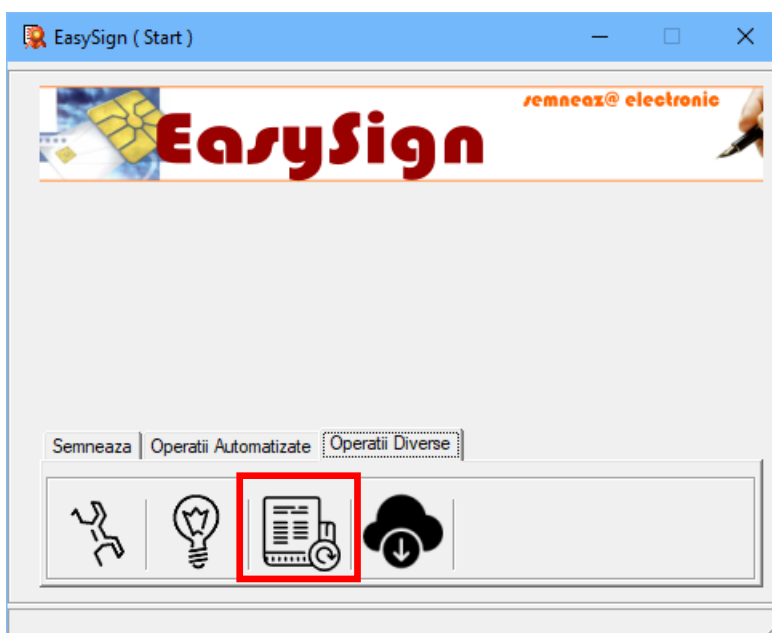 EasySign ( Start )
semneaz@ electronic
EasySign
Semneaza
Operatii Automatizate
Operatii Diverse